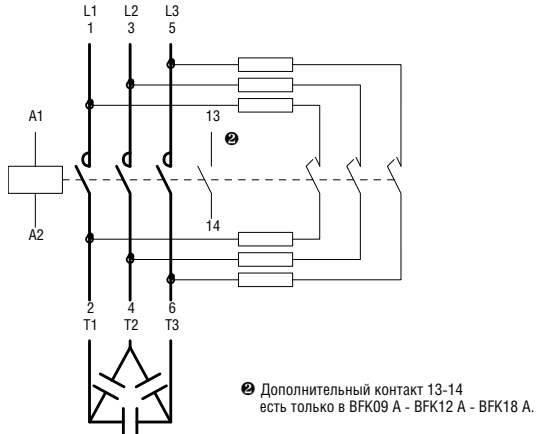 L1 L2 L3
1 3 5
A1
13
❷
A2
14
2 4 6
T1 T2 T3
❷ Дополнительный контакт 13-14
есть только в BFK09 A - BFK12 A - BFK18 A.